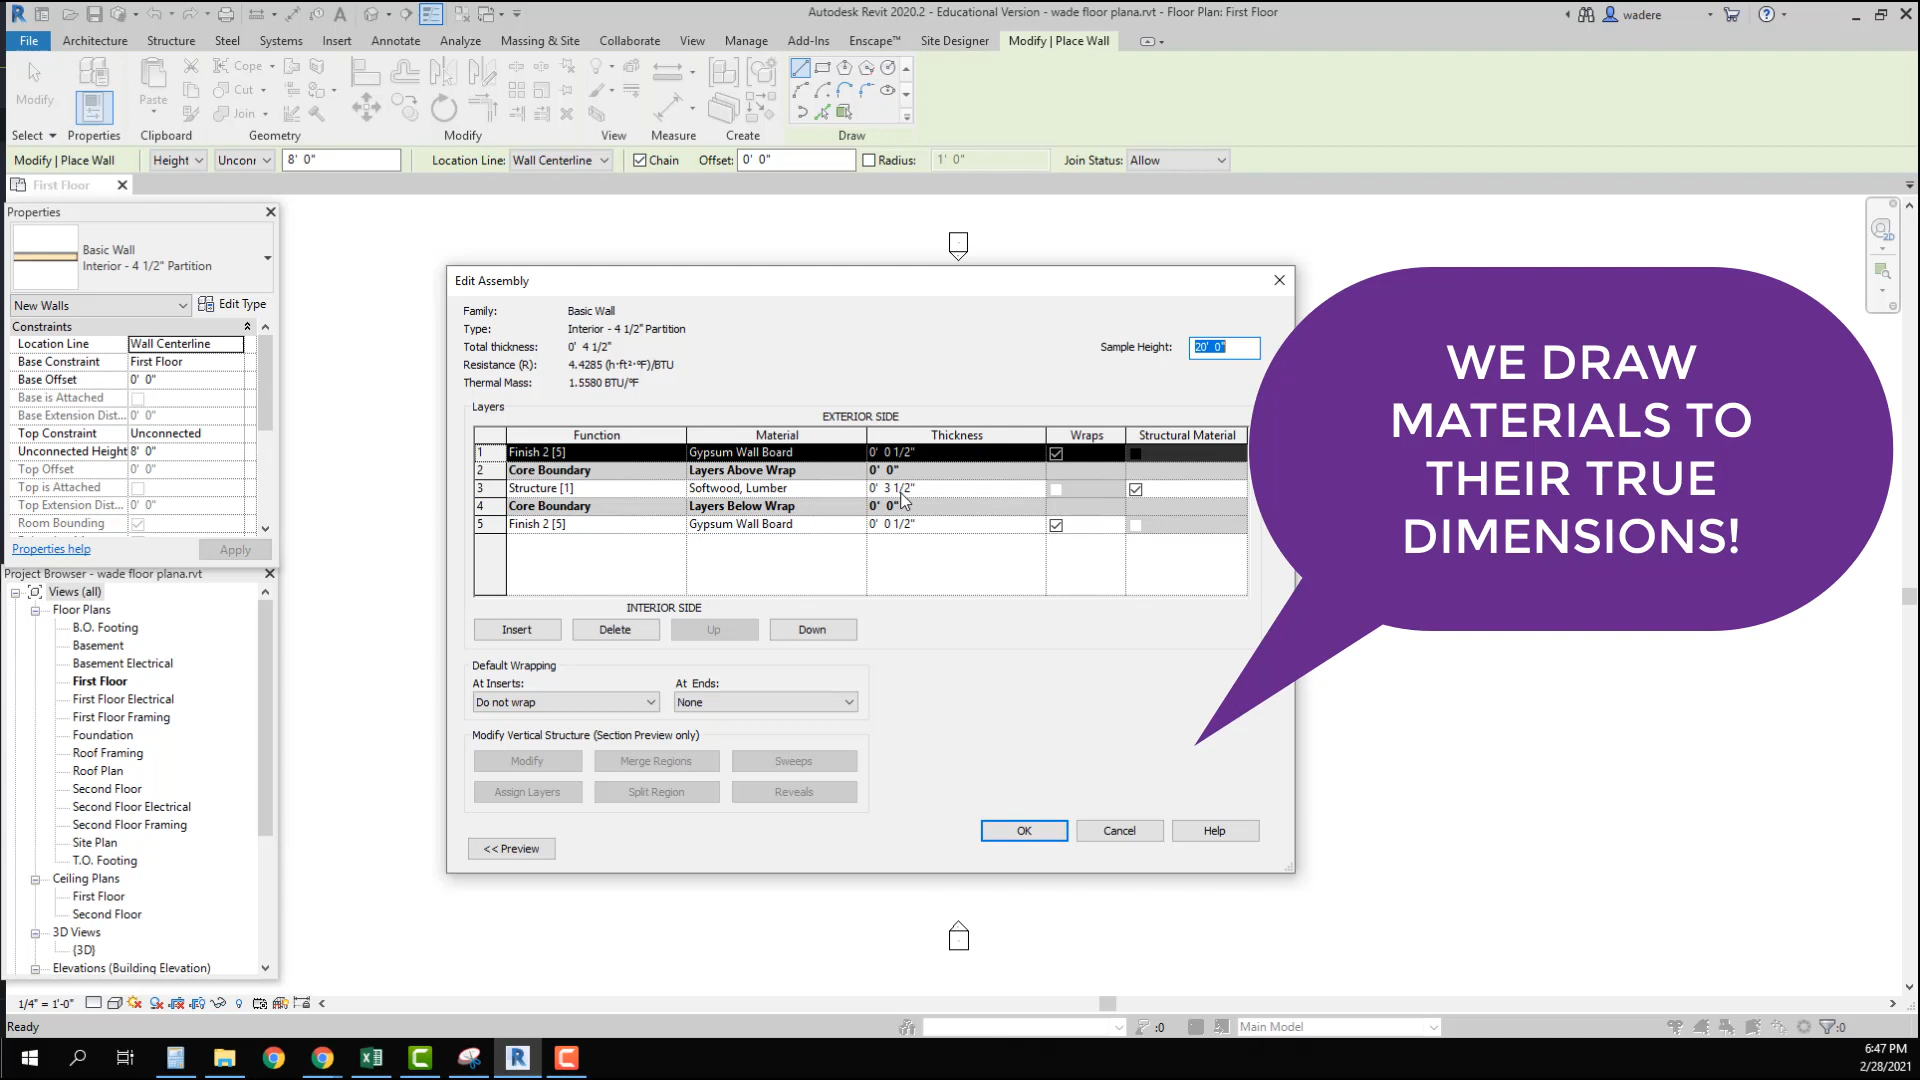 Autodesk Revit 2020.2 - Educational Version - wade floor plana.rvt - Floor Plan: First Floor
wadere
File Architecture Structure Steel Systems Insert Annotate Analyze Massing & Site Collaborate View Manage Add-Ins Enscape™ Site Designer Modify | Place Wall
Modify Paste Cope Cut Join
Select Properties Clipboard Geometry Modify View Measure Create Draw
Modify | Place Wall Height Unconr 8' 0" Location Line: Wall Centerline Chain Offset: 0' 0" Radius: 1' 0" Join Status: Allow
First Floor
Properties
Basic Wall
Interior - 4 1/2" Partition
New Walls Edit Type
Constraints
Location Line Wall Centerline
Base Constraint First Floor
Base Offset 0' 0"
Base is Attached
Base Extension Dist... 0' 0"
Top Constraint Unconnected
Unconnected Height 8' 0"
Top Offset 0' 0"
Top is Attached
Top Extension Dist... 0' 0"
Room Bounding
Properties help Apply
Project Browser - wade floor plana.rvt
Views (all)
Floor Plans
B.O. Footing
Basement
Basement Electrical
First Floor
First Floor Electrical
First Floor Framing
Foundation
Roof Framing
Roof Plan
Second Floor
Second Floor Electrical
Second Floor Framing
Site Plan
T.O. Footing
Ceiling Plans
First Floor
Second Floor
3D Views
{3D}
Elevations (Building Elevation)
Edit Assembly
Family: Basic Wall
Type: Interior - 4 1/2" Partition
Total thickness: 0' 4 1/2"
Sample Height: 20' 0"
Resistance (R): 4.4285 (h·ft²·°F)/BTU
Thermal Mass: 1.5580 BTU/°F
Layers
EXTERIOR SIDE
Function Material Thickness Wraps Structural Material
1 Finish 2 [5] Gypsum Wall Board 0' 0 1/2"
2 Core Boundary Layers Above Wrap 0' 0"
3 Structure [1] Softwood, Lumber 0' 3 1/2"
4 Core Boundary Layers Below Wrap 0' 0"
5 Finish 2 [5] Gypsum Wall Board 0' 0 1/2"
INTERIOR SIDE
Insert Delete Up Down
Default Wrapping
At Inserts: At Ends:
Do not wrap None
Modify Vertical Structure (Section Preview only)
Modify Merge Regions Sweeps
Assign Layers Split Region Reveals
OK Cancel Help
<< Preview
WE DRAW
MATERIALS TO
THEIR TRUE
DIMENSIONS!
2D
1/4" = 1'-0"
Ready :0 Main Model :0
6:47 PM
2/28/2021